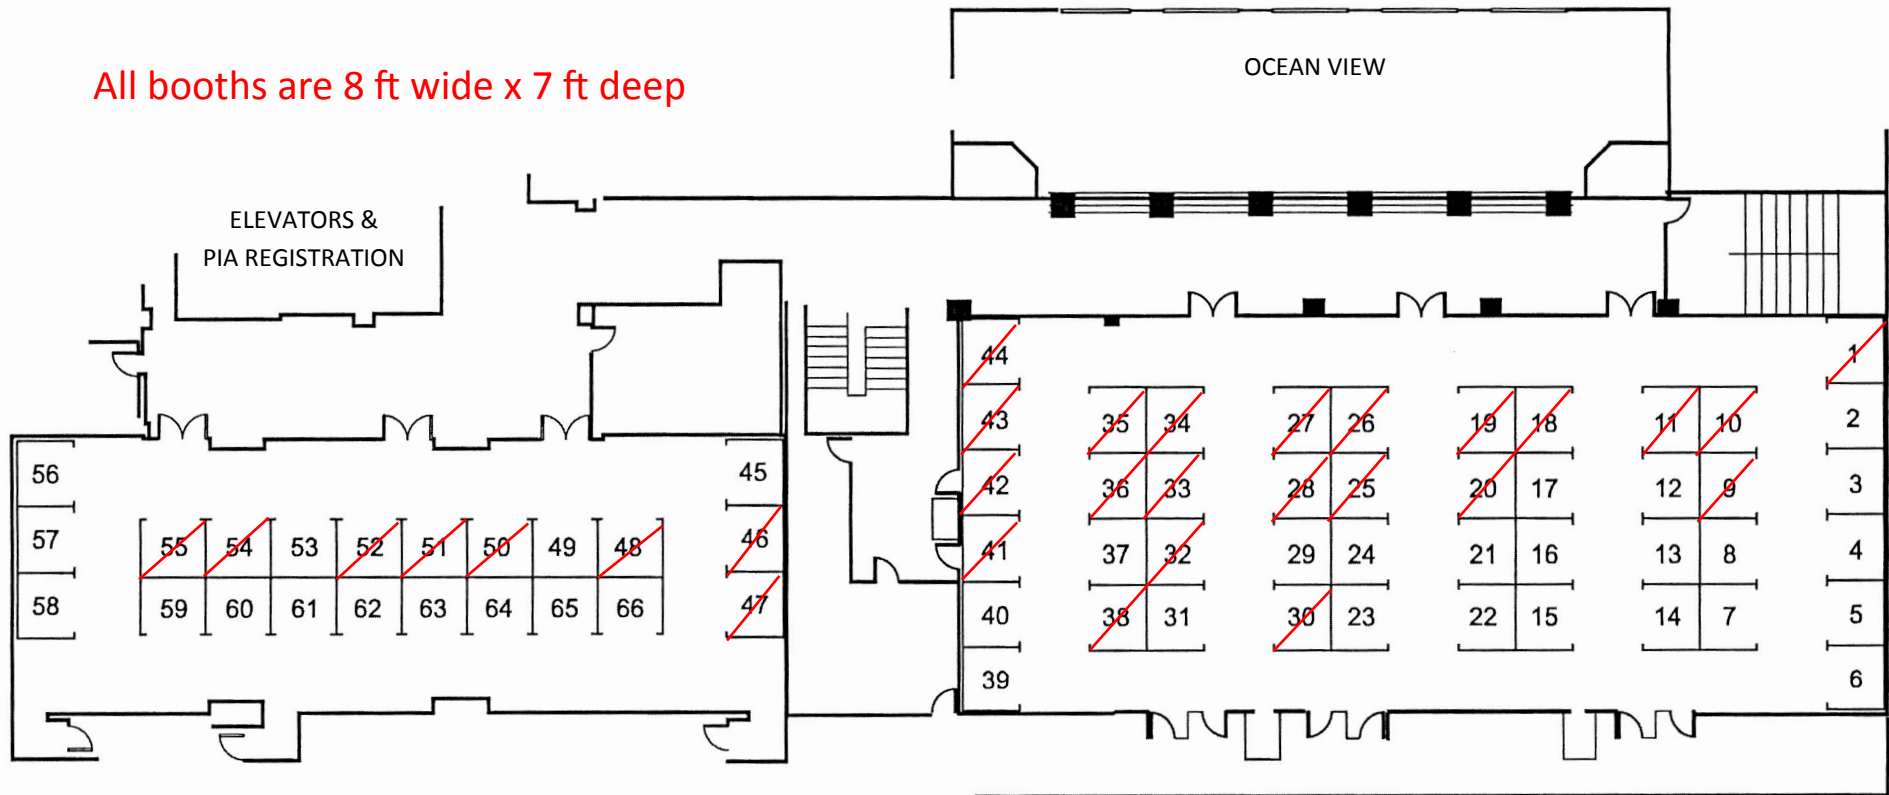 All booths are 8 ft wide x 7 ft deep
OCEAN VIEW
ELEVATORS &
PIA REGISTRATION
44 1
43 35 34 27 26 19 18 11 10 2
56 45 42 36 33 28 25 20 17 12 9 3
57 55 54 53 52 51 50 49 48 46 41 37 32 29 24 21 16 13 8 4
58 59 60 61 62 63 64 65 66 47 40 38 31 30 23 22 15 14 7 5
39 6